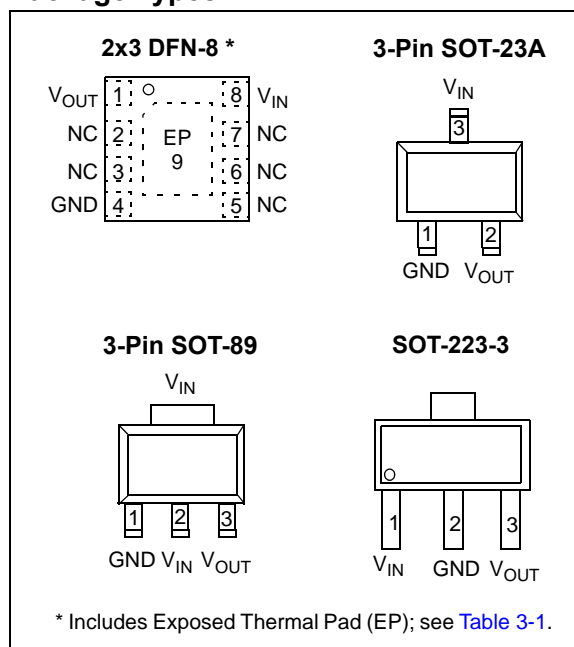 2x3 DFN-8 *
VOUT 1 8 VIN
NC 2 EP 7 NC
NC 3 9 6 NC
GND 4 5 NC
3-Pin SOT-23A
VIN
3
1 2
GND VOUT
3-Pin SOT-89
VIN
1 2 3
GND VIN VOUT
SOT-223-3
1 2 3
VIN GND VOUT
* Includes Exposed Thermal Pad (EP); see Table 3-1.